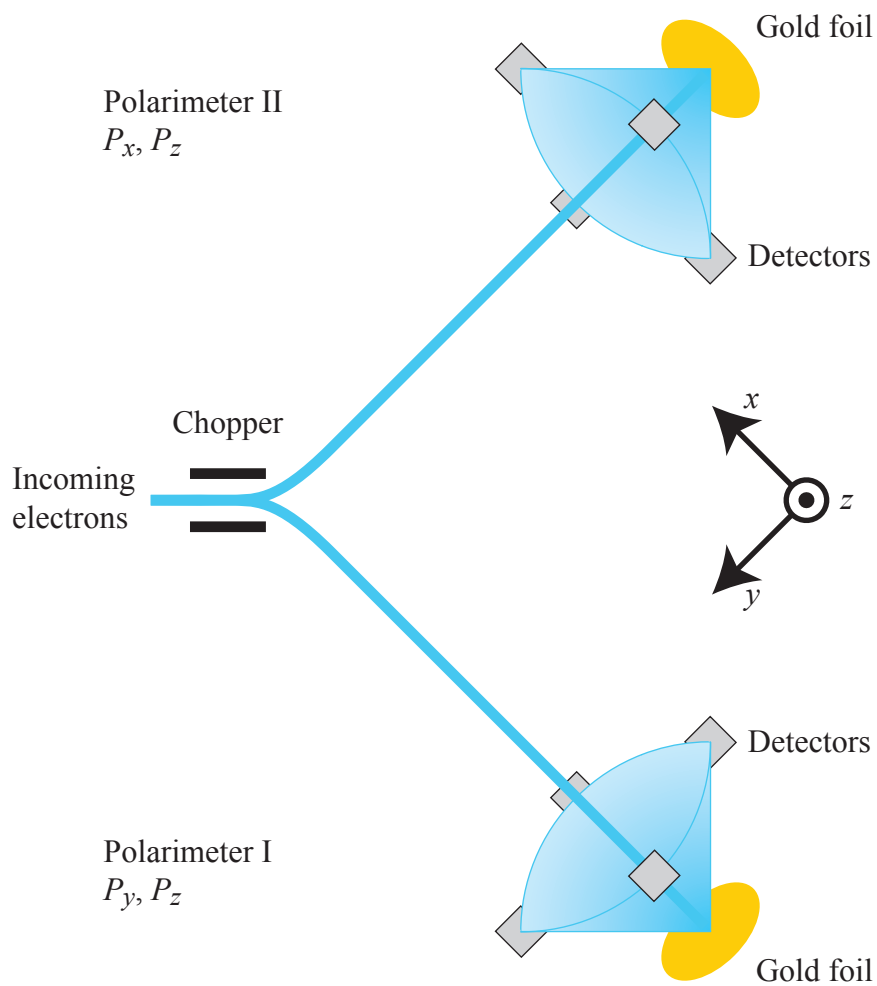 Gold foil
Polarimeter II
Px, Pz
Detectors
Chopper
Incoming
electrons
x
z
y
Detectors
Polarimeter I
Py, Pz
Gold foil